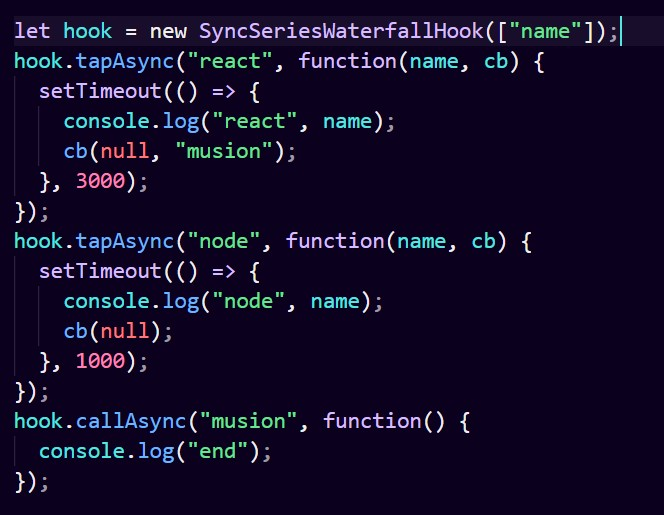 let hook = new SyncSeriesWaterfallHook(["name"]);
hook.tapAsync("react", function(name, cb) {
  setTimeout(() => {
    console.log("react", name);
    cb(null, "musion");
  }, 3000);
});
hook.tapAsync("node", function(name, cb) {
  setTimeout(() => {
    console.log("node", name);
    cb(null);
  }, 1000);
});
hook.callAsync("musion", function() {
  console.log("end");
});